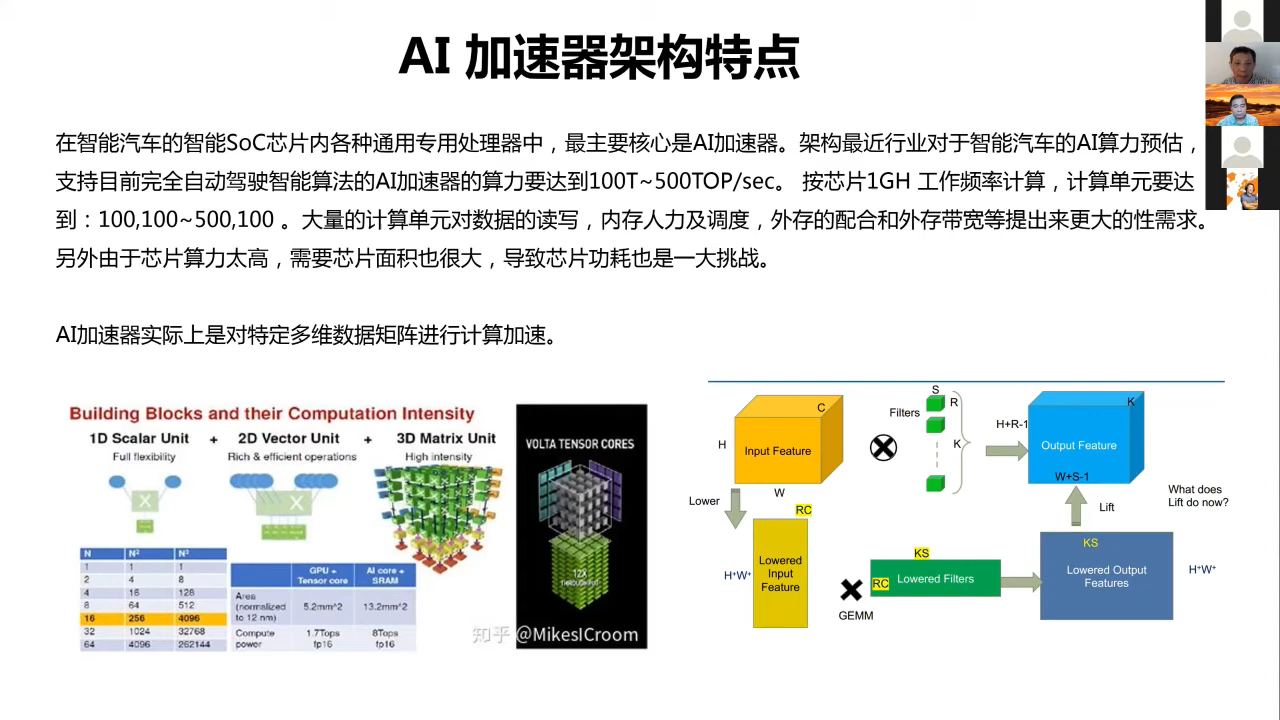 AI 加速器架构特点
在智能汽车的智能SoC芯片内各种通用专用处理器中，最主要核心是AI加速器。架构最近行业对于智能汽车的AI算力预估，
支持目前完全自动驾驶智能算法的AI加速器的算力要达到100T~500TOP/sec。 按芯片1GH 工作频率计算，计算单元要达
到：100,100~500,100 。大量的计算单元对数据的读写，内存人力及调度，外存的配合和外存带宽等提出来更大的性需求。
另外由于芯片算力太高，需要芯片面积也很大，导致芯片功耗也是一大挑战。
AI加速器实际上是对特定多维数据矩阵进行计算加速。
Building Blocks and their Computation Intensity
1D Scalar Unit + 2D Vector Unit + 3D Matrix Unit
Full flexibility Rich & efficient operations High intensity
N N² N³
1 1 1
2 4 8
4 16 128
8 64 512
16 256 4096
32 1024 32768
64 4096 262144
GPU + Tensor core AI core + SRAM
Area (normalized to 12 nm) 5.2mm^2 13.2mm^2
Compute power 1.7Tops fp16 8Tops fp16
VOLTA TENSOR CORES
12X
THROUGHPUT
知乎 @MikesICroom
C
H
Input Feature
W
Filters
S
R
K
H+R-1
K
Output Feature
W+S-1
Lower
RC
H⁺W⁺
Lowered
Input
Feature
GEMM
KS
RC
Lowered Filters
Lift
What does
Lift do now?
KS
Lowered Output
Features
H⁺W⁺